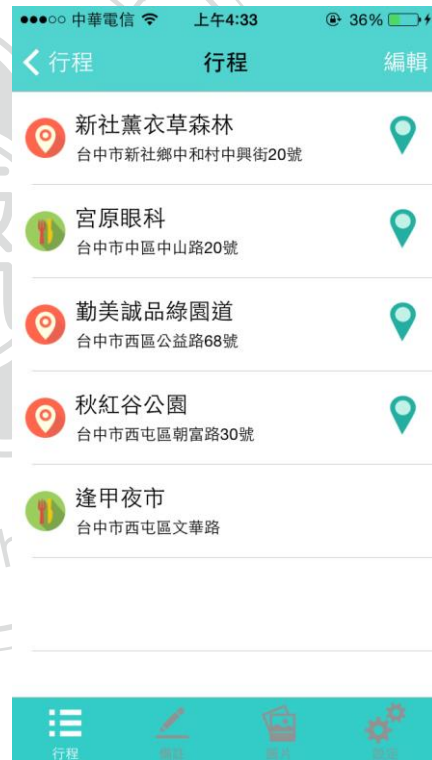 中華電信 上午4:33 36%
行程 行程 編輯
新社薰衣草森林
台中市新社鄉中和村中興街20號
宮原眼科
台中市中區中山路20號
勤美誠品綠園道
台中市西區公益路68號
秋紅谷公園
台中市西屯區朝富路30號
逢甲夜市
台中市西屯區文華路
行程 照片